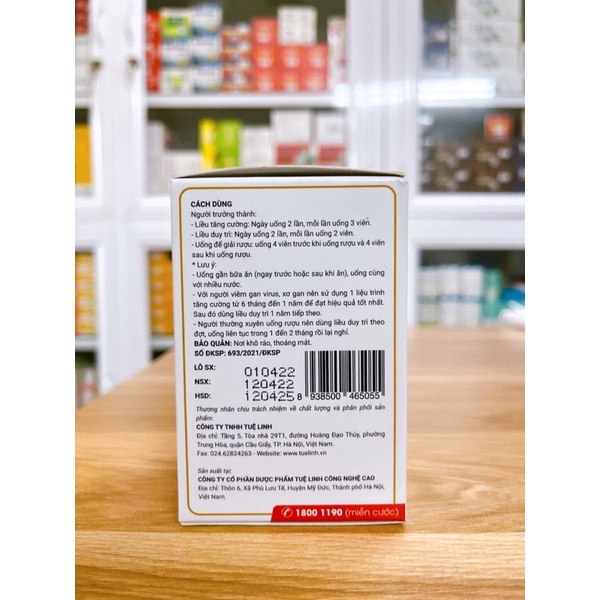 CÁCH DÙNG
Người trưởng thành:
- Liều tăng cường: Ngày uống 2 lần, mỗi lần uống 3 viên.
- Liều duy trì: Ngày uống 2 lần, mỗi lần uống 2 viên.
- Uống để giải rượu: uống 4 viên trước khi uống rượu và 4 viên
sau khi uống rượu.
* Lưu ý:
- Uống gần bữa ăn (ngay trước hoặc sau khi ăn), uống cùng
với nhiều nước.
- Với người viêm gan virus, xơ gan nên sử dụng 1 liệu trình
tăng cường từ 6 tháng đến 1 năm để đạt hiệu quả tốt nhất.
Sau đó dùng liều duy trì 1 năm tiếp theo.
- Người thường xuyên uống rượu nên dùng liều duy trì theo
đợt, uống liên tục trong 1 đến 2 tháng rồi lại nghỉ.
BẢO QUẢN: Nơi khô ráo, thoáng mát.
SỐ ĐKSP: 693/2021/ĐKSP
LÔ SX: 010422
NSX: 120422
HSD: 120425
8 938500 465055
Thương nhân chịu trách nhiệm về chất lượng và phân phối sản
phẩm:
CÔNG TY TNHH TUỆ LINH
Địa chỉ: Tầng 5, Tòa nhà 29T1, đường Hoàng Đạo Thúy, phường
Trung Hòa, quận Cầu Giấy, TP. Hà Nội, Việt Nam.
Fax: 024.62824263 - Website: www.tuelinh.vn
Sản xuất tại:
CÔNG TY CỔ PHẦN DƯỢC PHẨM TUỆ LINH CÔNG NGHỆ CAO
Địa chỉ: Thôn 6, Xã Phù Lưu Tế, Huyện Mỹ Đức, Thành phố Hà Nội,
Việt Nam.
1800 1190 (miễn cước)